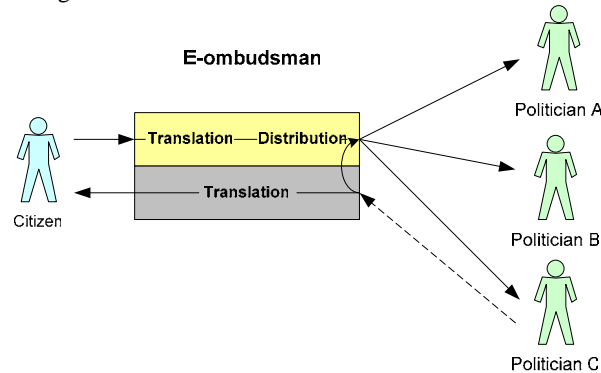 E-ombudsman
Politician A
Translation Distribution
Translation
Citizen
Politician B
Politician C